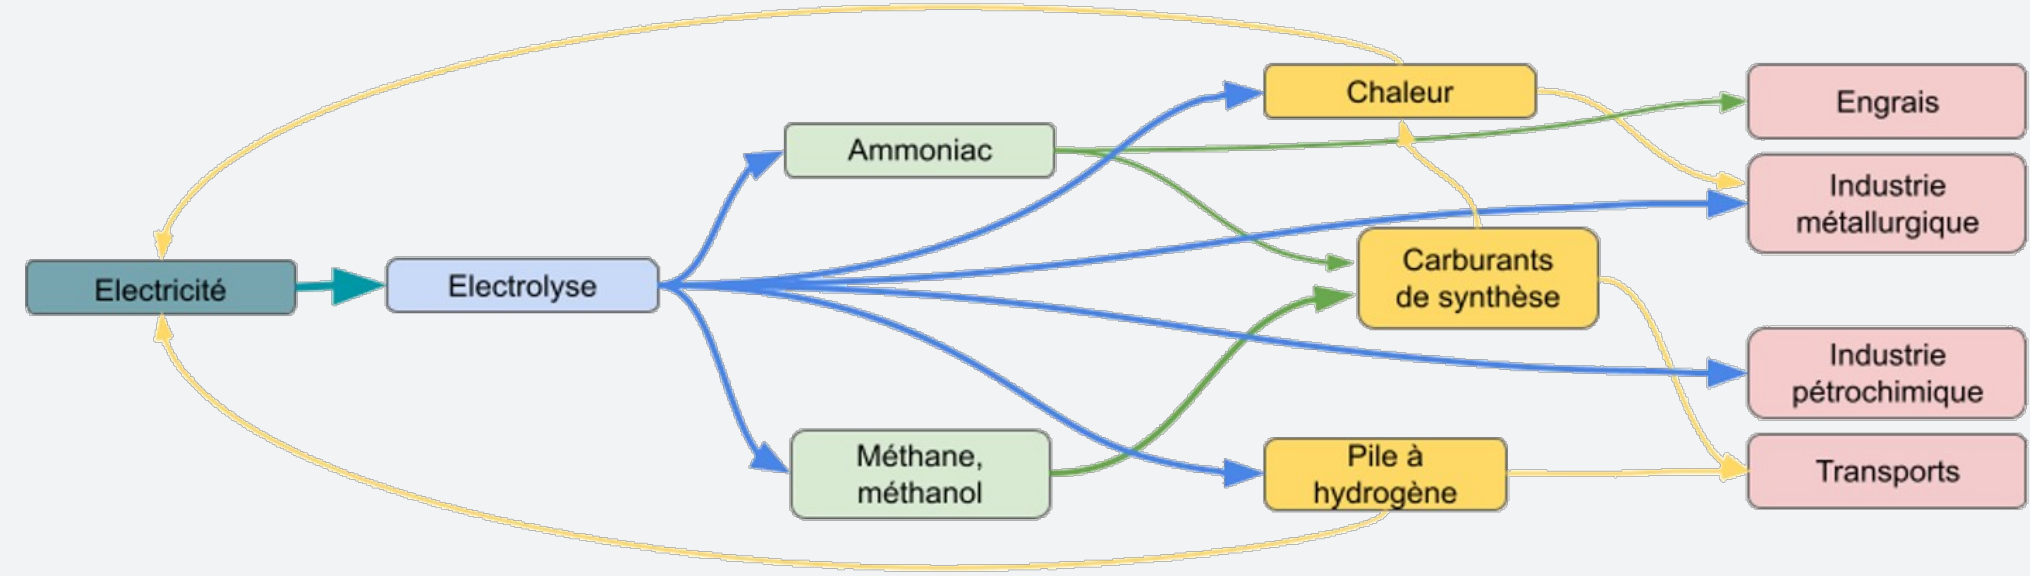 Chaleur
Engrais
Ammoniac
Industrie
métallurgique
Electricité
Electrolyse
Carburants
de synthèse
Industrie
pétrochimique
Méthane,
méthanol
Pile à
hydrogène
Transports